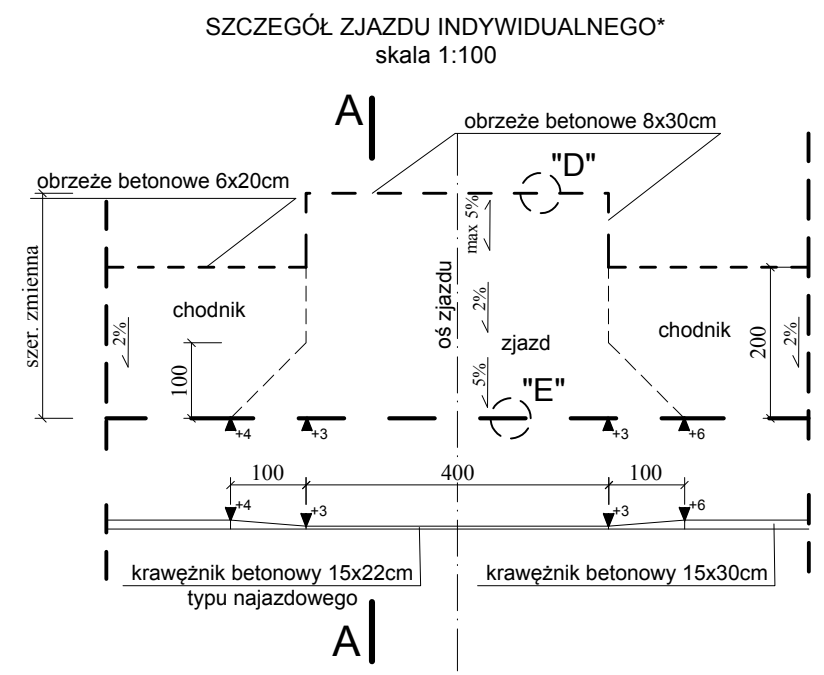 SZCZEGÓŁ ZJAZDU INDYWIDUALNEGO*
skala 1:100
A
obrzeże betonowe 8x30cm
"D"
obrzeże betonowe 6x20cm
szer. zmienna
max 5%
oś zjazdu
2%
chodnik
2%
zjazd
chodnik
200
2%
100
5%
"E"
+4
+3
+3
+6
100
400
100
+4
+3
+3
+6
krawężnik betonowy 15x22cm
typu najazdowego
krawężnik betonowy 15x30cm
A